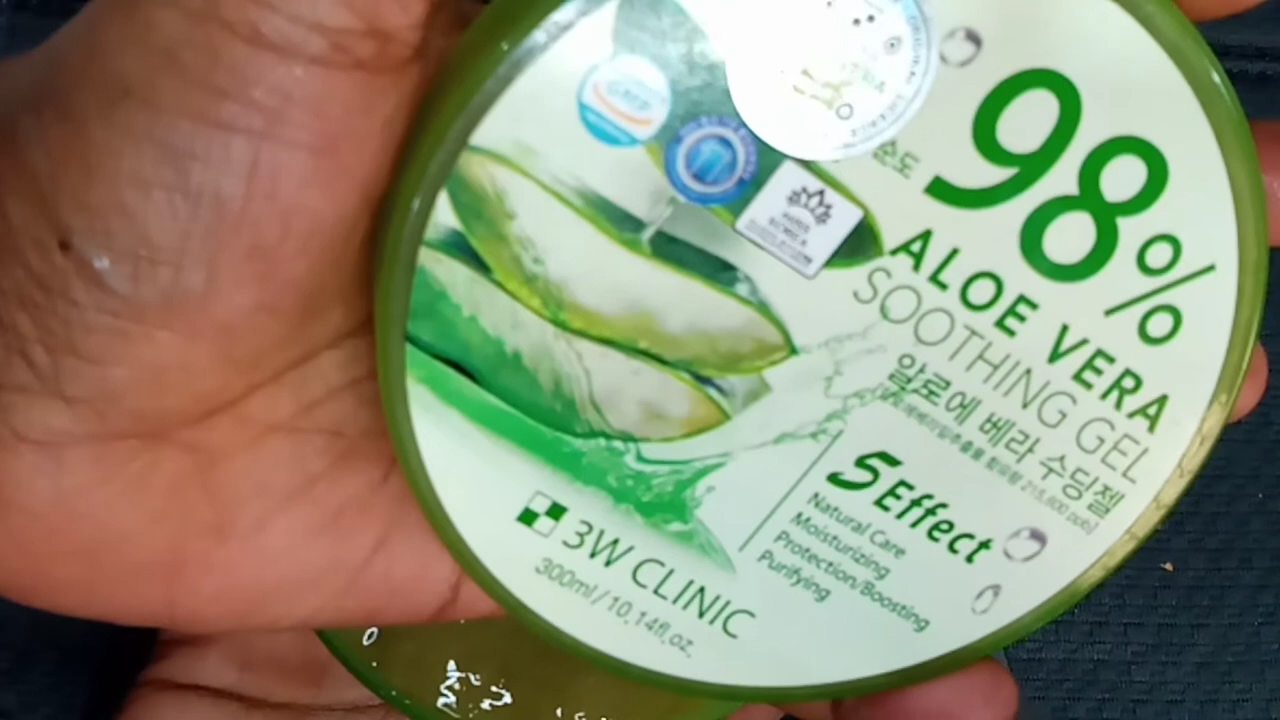 순도
98%
ALOE VERA
SOOTHING GEL
알로에 베라 수딩젤
5 Effect
Natural Care
Moisturizing
Protection/Boosting
Purifying
3W CLINIC
300ml / 10.14fl.oz.